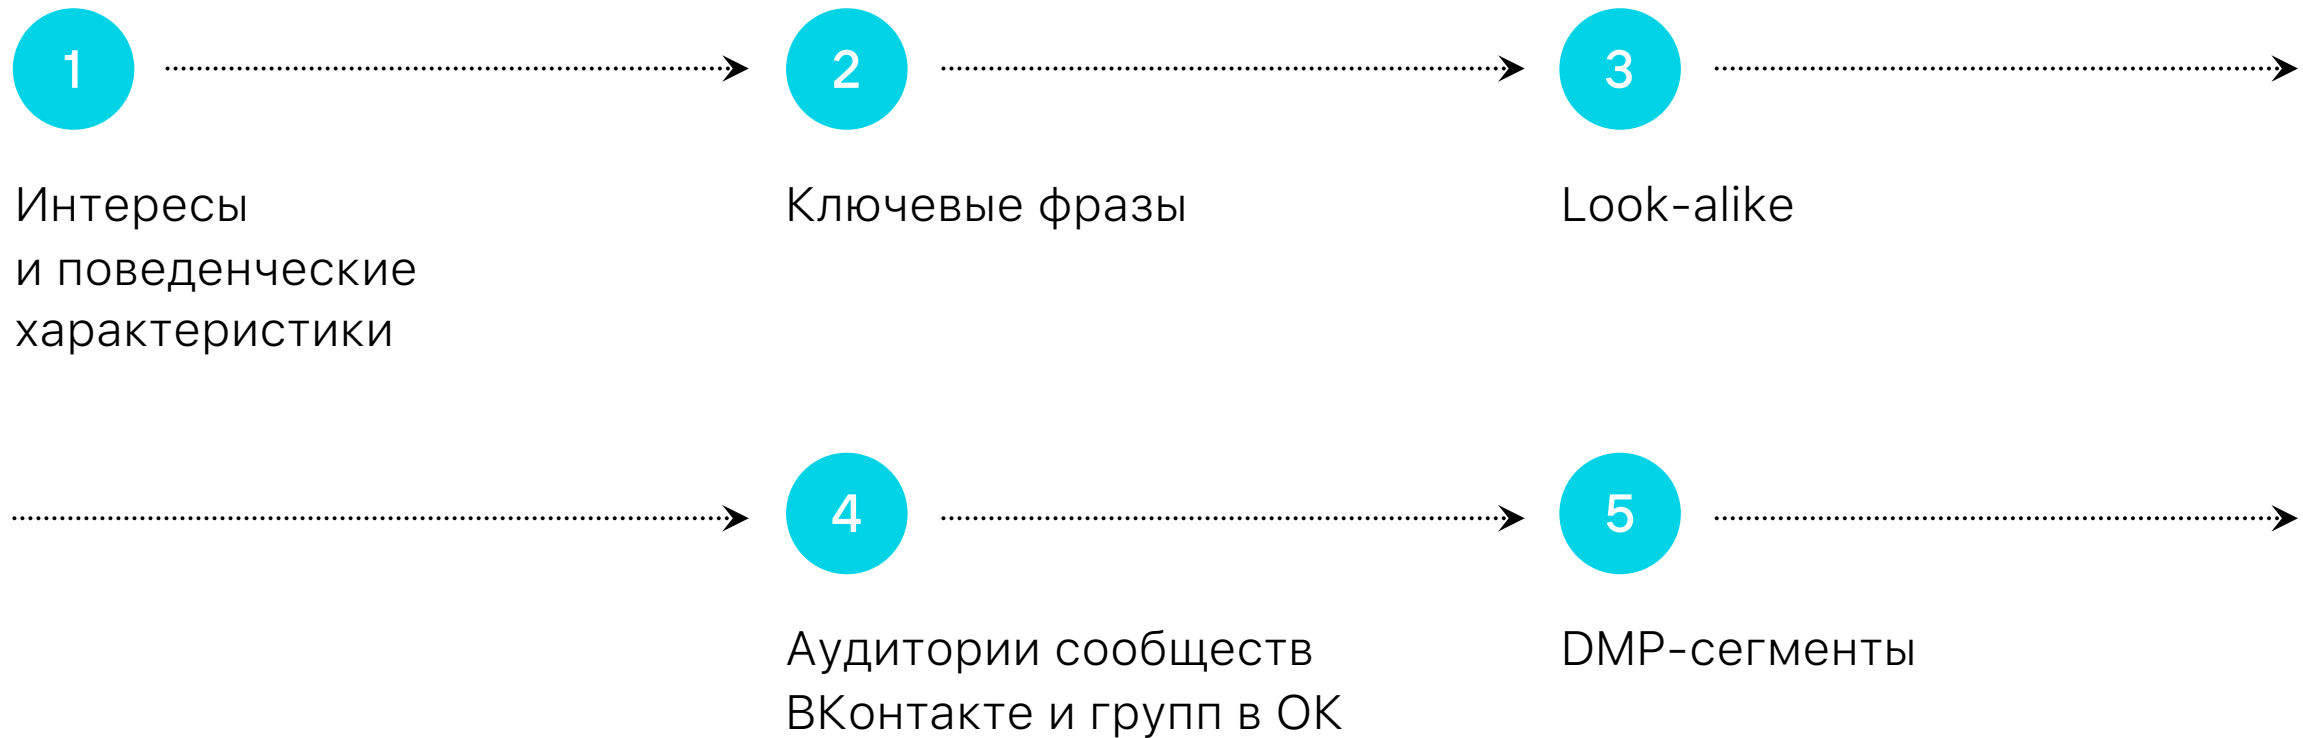 1
2
3
Интересы
и поведенческие
характеристики
Ключевые фразы
Look-alike
4
5
Аудитории сообществ
ВКонтакте и групп в ОК
DMP-сегменты